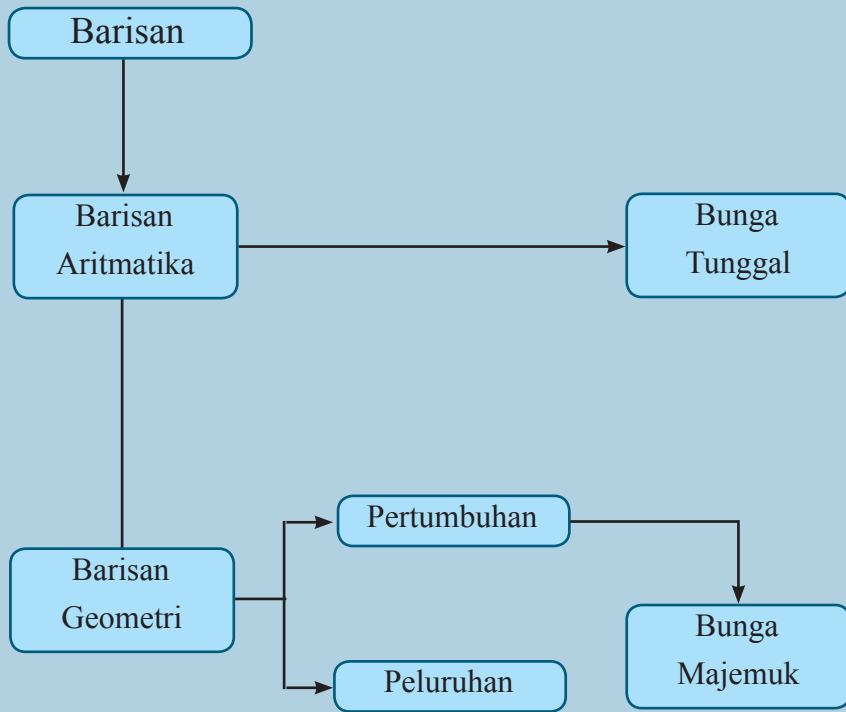 Barisan
Barisan
Aritmatika
Bunga
Tunggal
Pertumbuhan
Barisan
Geometri
Bunga
Majemuk
Peluruhan